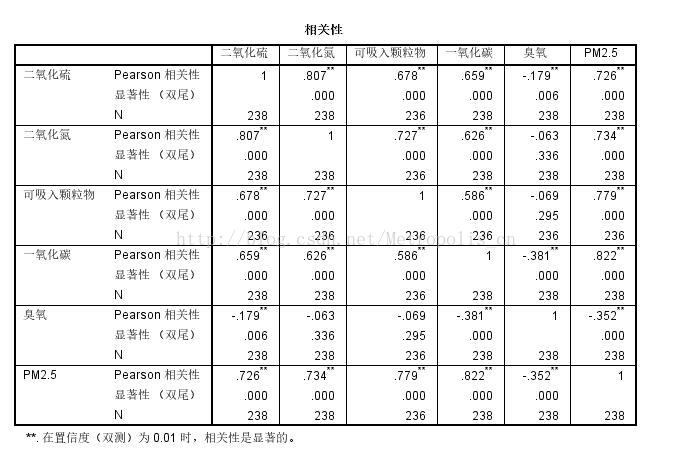 相关性
二氧化硫 二氧化氮 可吸入颗粒物 一氧化碳 臭氧 PM2.5
二氧化硫 Pearson 相关性 1 .807** .678** .659** -.179** .726**
显著性（双尾） .000 .000 .000 .006 .000
N 238 238 236 238 238 238
二氧化氮 Pearson 相关性 .807** 1 .727** .626** -.063 .734**
显著性（双尾） .000 .000 .000 .336 .000
N 238 238 236 238 238 238
可吸入颗粒物 Pearson 相关性 .678** .727** 1 .586** -.069 .779**
显著性（双尾） .000 .000 .000 .295 .000
N 236 236 236 236 236 236
一氧化碳 Pearson 相关性 .659** .626** .586** 1 -.381** .822**
显著性（双尾） .000 .000 .000 .000 .000
N 238 238 236 238 238 238
臭氧 Pearson 相关性 -.179** -.063 -.069 -.381** 1 -.352**
显著性（双尾） .006 .336 .295 .000 .000
N 238 238 236 238 238 238
PM2.5 Pearson 相关性 .726** .734** .779** .822** -.352** 1
显著性（双尾） .000 .000 .000 .000 .000
N 238 238 236 238 238 238
**. 在置信度（双测）为 0.01 时，相关性是显著的。